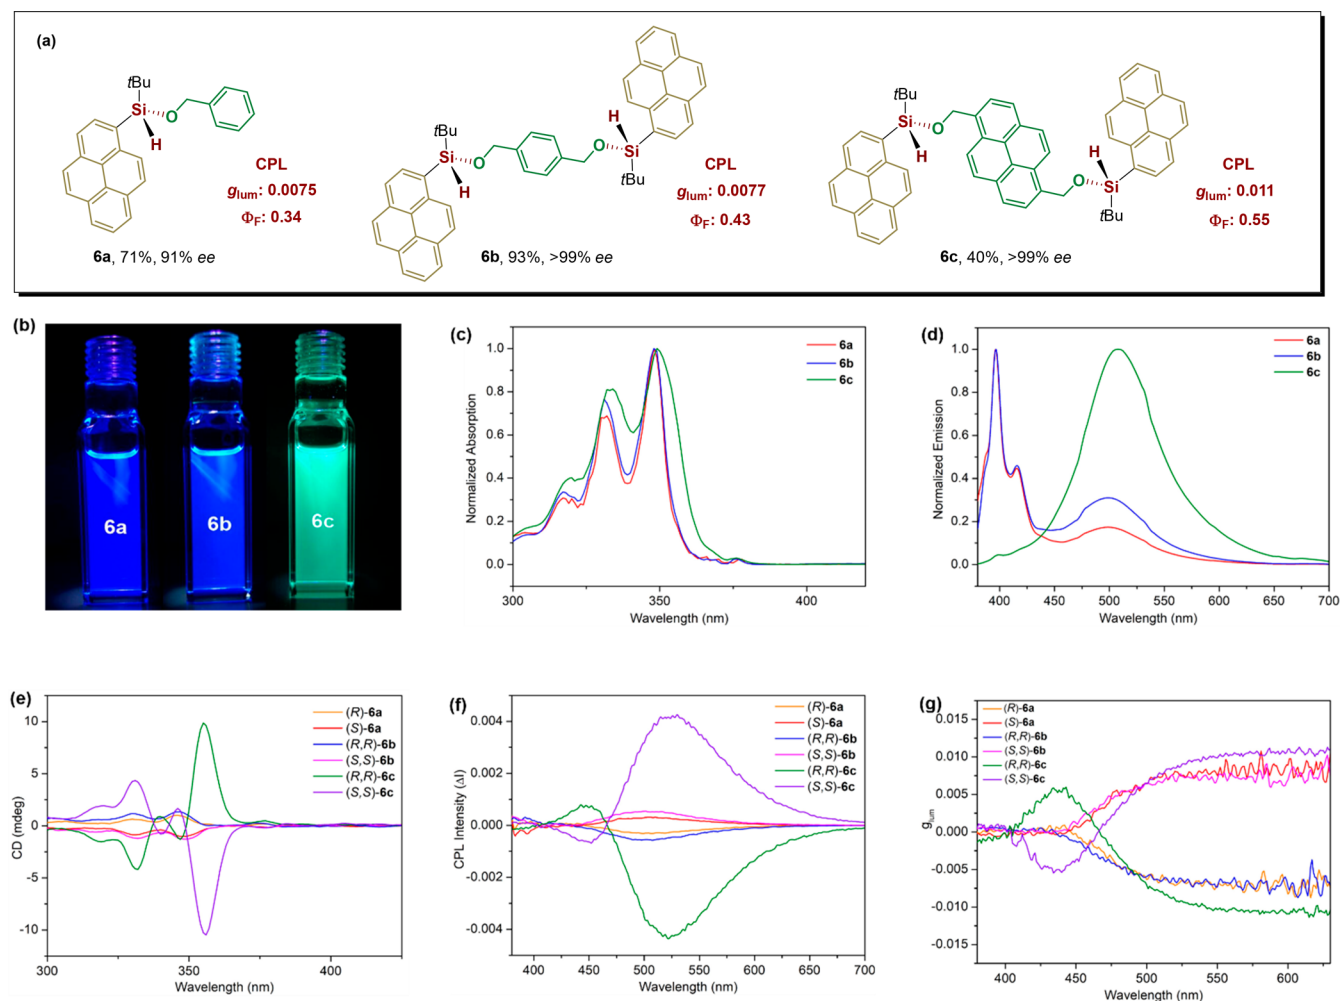 (a)
tBu
Si
O
H
CPL
glum: 0.0075
ΦF: 0.34
6a, 71%, 91% ee
tBu
Si
O
H
H
O
Si
tBu
CPL
glum: 0.0077
ΦF: 0.43
6b, 93%, >99% ee
tBu
Si
O
H
H
O
Si
tBu
CPL
glum: 0.011
ΦF: 0.55
6c, 40%, >99% ee
(b)
6a
6b
6c
(c)
6a
6b
6c
1.0
0.8
0.6
0.4
0.2
0.0
Normalized Absorption
300
350
400
Wavelength (nm)
(d)
6a
6b
6c
1.0
0.8
0.6
0.4
0.2
0.0
Normalized Emission
400
450
500
550
600
650
700
Wavelength (nm)
(e)
(R)-6a
(S)-6a
(R,R)-6b
(S,S)-6b
(R,R)-6c
(S,S)-6c
10
5
0
-5
-10
CD (mdeg)
300
350
400
Wavelength (nm)
(f)
(R)-6a
(S)-6a
(R,R)-6b
(S,S)-6b
(R,R)-6c
(S,S)-6c
0.004
0.002
0.000
-0.002
-0.004
CPL Intensity (ΔI)
400
450
500
550
600
650
700
Wavelength (nm)
(g)
(R)-6a
(S)-6a
(R,R)-6b
(S,S)-6b
(R,R)-6c
(S,S)-6c
0.015
0.010
0.005
0.000
-0.005
-0.010
-0.015
glum
400
450
500
550
600
Wavelength (nm)